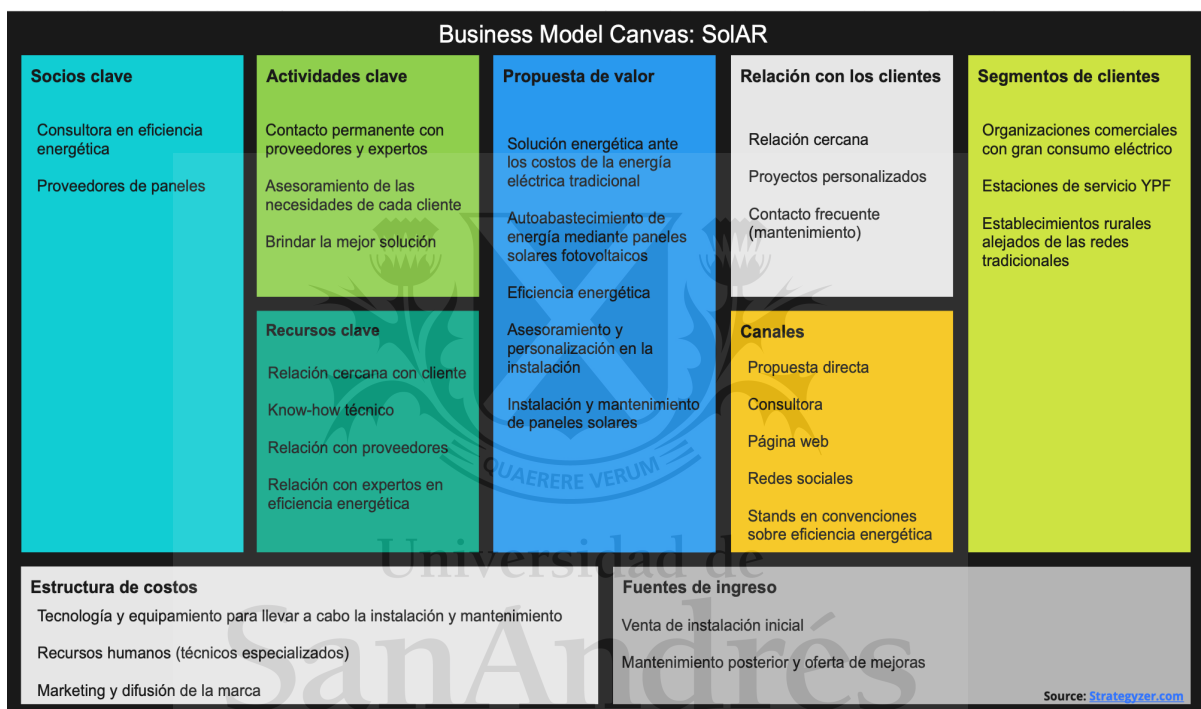 Business Model Canvas: SolAR
Socios clave
Consultora en eficiencia
energética
Proveedores de paneles
Actividades clave
Contacto permanente con
proveedores y expertos
Asesoramiento de las
necesidades de cada cliente
Brindar la mejor solución
Recursos clave
Relación cercana con cliente
Know-how técnico
Relación con proveedores
Relación con expertos en
eficiencia energética
Propuesta de valor
Solución energética ante
los costos de la energía
eléctrica tradicional
Autoabastecimiento de
energía mediante paneles
solares fotovoltaicos
Eficiencia energética
Asesoramiento y
personalización en la
instalación
Instalación y mantenimiento
de paneles solares
Relación con los clientes
Relación cercana
Proyectos personalizados
Contacto frecuente
(mantenimiento)
Canales
Propuesta directa
Consultora
Página web
Redes sociales
Stands en convenciones
sobre eficiencia energética
Segmentos de clientes
Organizaciones comerciales
con gran consumo eléctrico
Estaciones de servicio YPF
Establecimientos rurales
alejados de las redes
tradicionales
QUAERERE VERUM
Universidad de
SanAndrés
Estructura de costos
Tecnología y equipamiento para llevar a cabo la instalación y mantenimiento
Recursos humanos (técnicos especializados)
Marketing y difusión de la marca
Fuentes de ingreso
Venta de instalación inicial
Mantenimiento posterior y oferta de mejoras
Source: Strategyzer.com